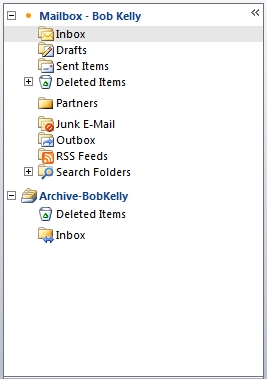 Mailbox - Bob Kelly
Inbox
Drafts
Sent Items
Deleted Items
Partners
Junk E-Mail
Outbox
RSS Feeds
Search Folders
Archive-BobKelly
Deleted Items
Inbox